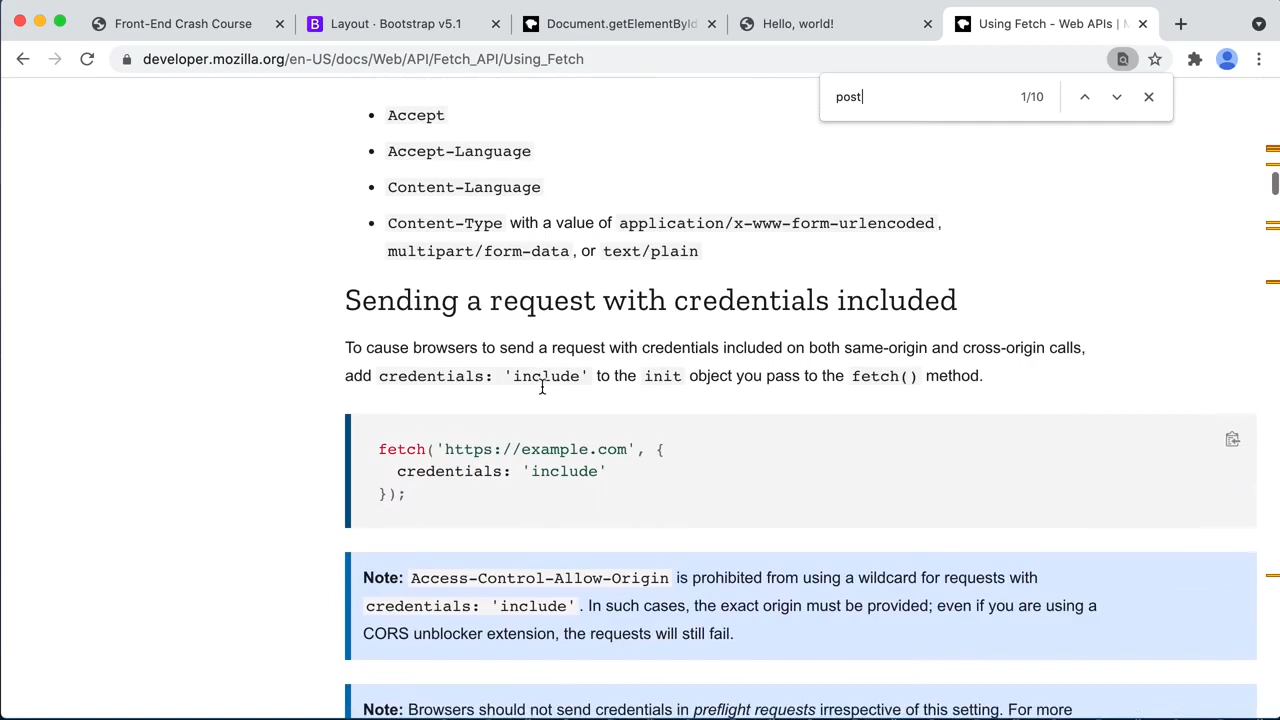 Front-End Crash Course
Layout · Bootstrap v5.1
Document.getElementById
Hello, world!
Using Fetch - Web APIs | M
developer.mozilla.org/en-US/docs/Web/API/Fetch_API/Using_Fetch
post
1/10
Accept
Accept-Language
Content-Language
Content-Type with a value of application/x-www-form-urlencoded,
multipart/form-data, or text/plain
Sending a request with credentials included
To cause browsers to send a request with credentials included on both same-origin and cross-origin calls,
add credentials: 'include' to the init object you pass to the fetch() method.
fetch('https://example.com', {
credentials: 'include'
});
Note: Access-Control-Allow-Origin is prohibited from using a wildcard for requests with
credentials: 'include'. In such cases, the exact origin must be provided; even if you are using a
CORS unblocker extension, the requests will still fail.
Note: Browsers should not send credentials in preflight requests irrespective of this setting. For more